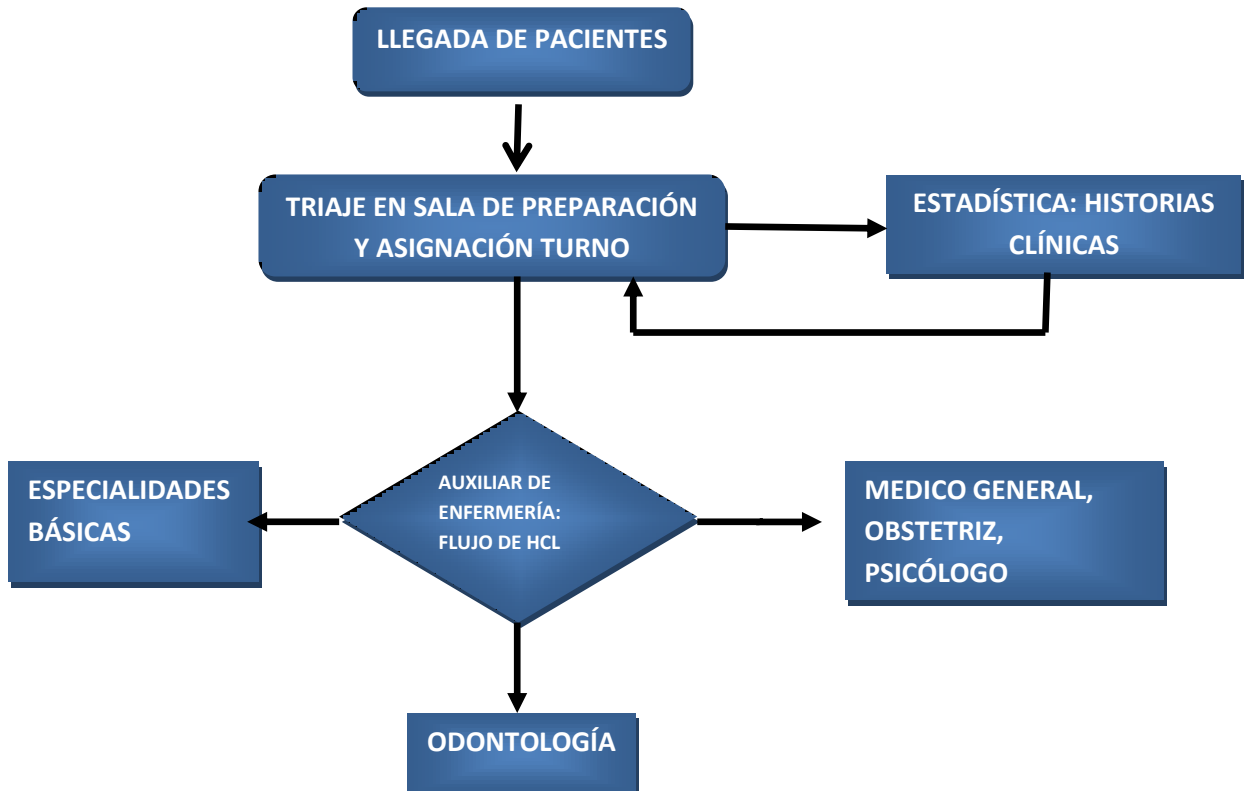 LLEGADA DE PACIENTES
TRIAJE EN SALA DE PREPARACIÓN
Y ASIGNACIÓN TURNO
ESTADÍSTICA: HISTORIAS
CLÍNICAS
AUXILIAR DE
ENFERMERÍA:
FLUJO DE HCL
ESPECIALIDADES
BÁSICAS
MEDICO GENERAL,
OBSTETRIZ,
PSICÓLOGO
ODONTOLOGÍA